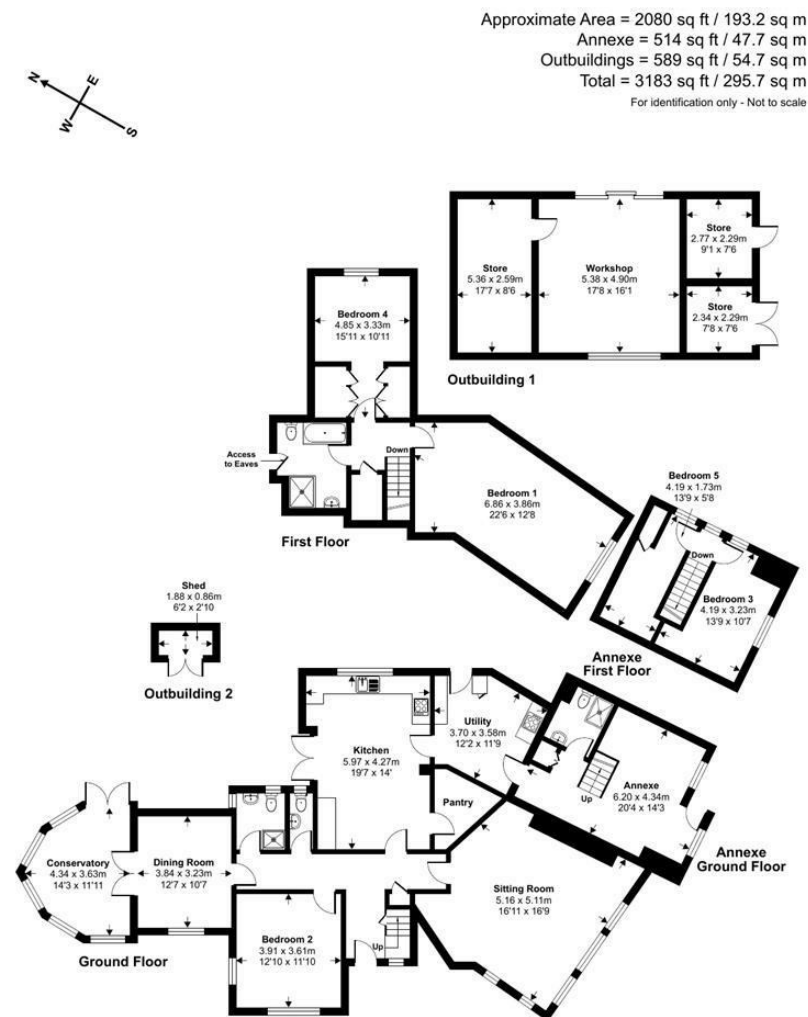 Approximate Area = 2080 sq ft / 193.2 sq m
Annexe = 514 sq ft / 47.7 sq m
Outbuildings = 589 sq ft / 54.7 sq m
Total = 3183 sq ft / 295.7 sq m
For identification only - Not to scale
N
E
W
S
Store
5.36 x 2.59m
17'7 x 8'6
Workshop
5.38 x 4.90m
17'8 x 16'1
Store
2.77 x 2.29m
9'1 x 7'6
Store
2.34 x 2.29m
7'8 x 7'6
Outbuilding 1
Bedroom 4
4.85 x 3.33m
15'11 x 10'11
Access
to Eaves
Down
Bedroom 1
6.86 x 3.86m
22'6 x 12'8
First Floor
Bedroom 5
4.19 x 1.73m
13'9 x 5'8
Down
Bedroom 3
4.19 x 3.23m
13'9 x 10'7
Annexe
First Floor
Shed
1.88 x 0.86m
6'2 x 2'10
Outbuilding 2
Kitchen
5.97 x 4.27m
19'7 x 14'
Utility
3.70 x 3.58m
12'2 x 11'9
Pantry
Up
Annexe
6.20 x 4.34m
20'4 x 14'3
Annexe
Ground Floor
Conservatory
4.34 x 3.63m
14'3 x 11'11
Dining Room
3.84 x 3.23m
12'7 x 10'7
Sitting Room
5.16 x 5.11m
16'11 x 16'9
Bedroom 2
3.91 x 3.61m
12'10 x 11'10
Up
Ground Floor